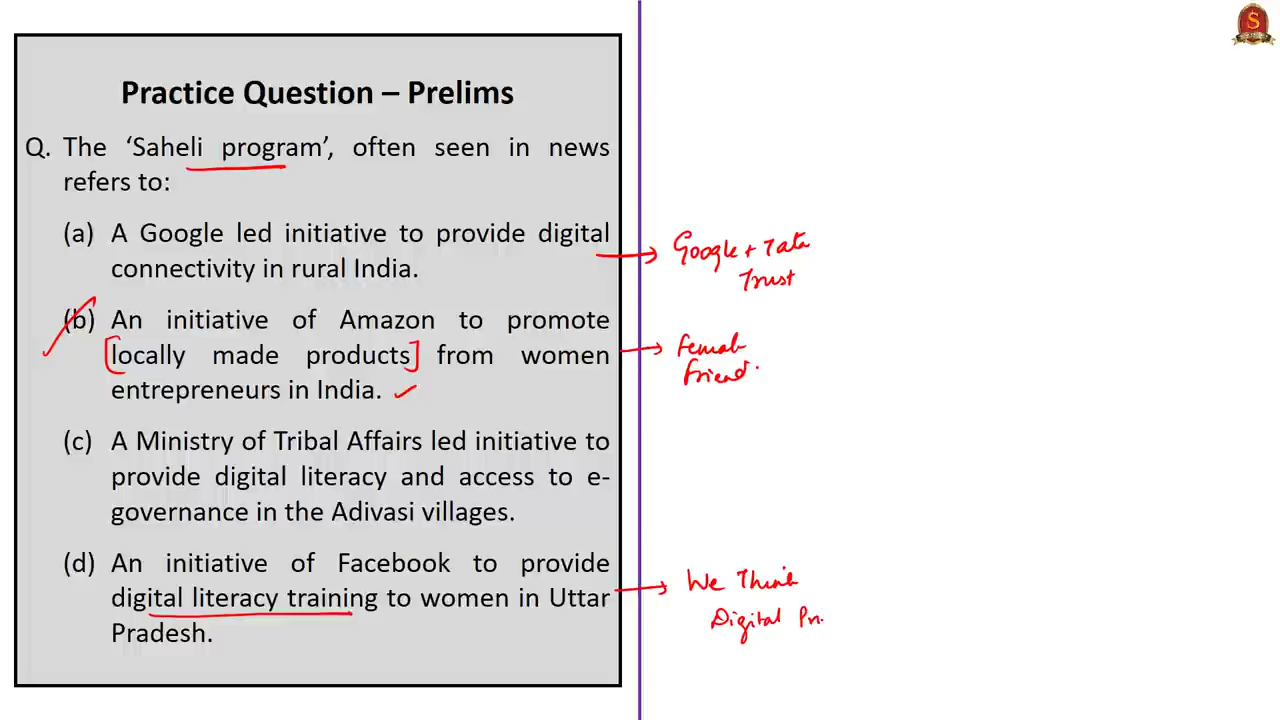 Practice Question – Prelims
Q. The ‘Saheli program’, often seen in news
refers to:
(a) A Google led initiative to provide digital
connectivity in rural India.
(b) An initiative of Amazon to promote
locally made products from women
entrepreneurs in India.
(c) A Ministry of Tribal Affairs led initiative to
provide digital literacy and access to e-
governance in the Adivasi villages.
(d) An initiative of Facebook to provide
digital literacy training to women in Uttar
Pradesh.
Google + Tata
Trust
Female
Friend.
We Think
Digital
S